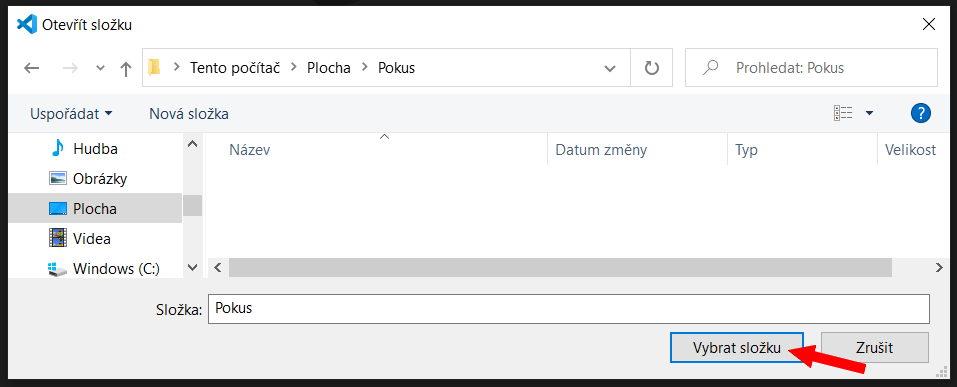 Otevřít složku
Tento počítač
Plocha
Pokus
Prohledat: Pokus
Uspořádat
Nová složka
?
Hudba
Obrázky
Plocha
Videa
Windows (C:)
Název
Datum změny
Typ
Velikost
Složka:
Pokus
Vybrat složku
Zrušit